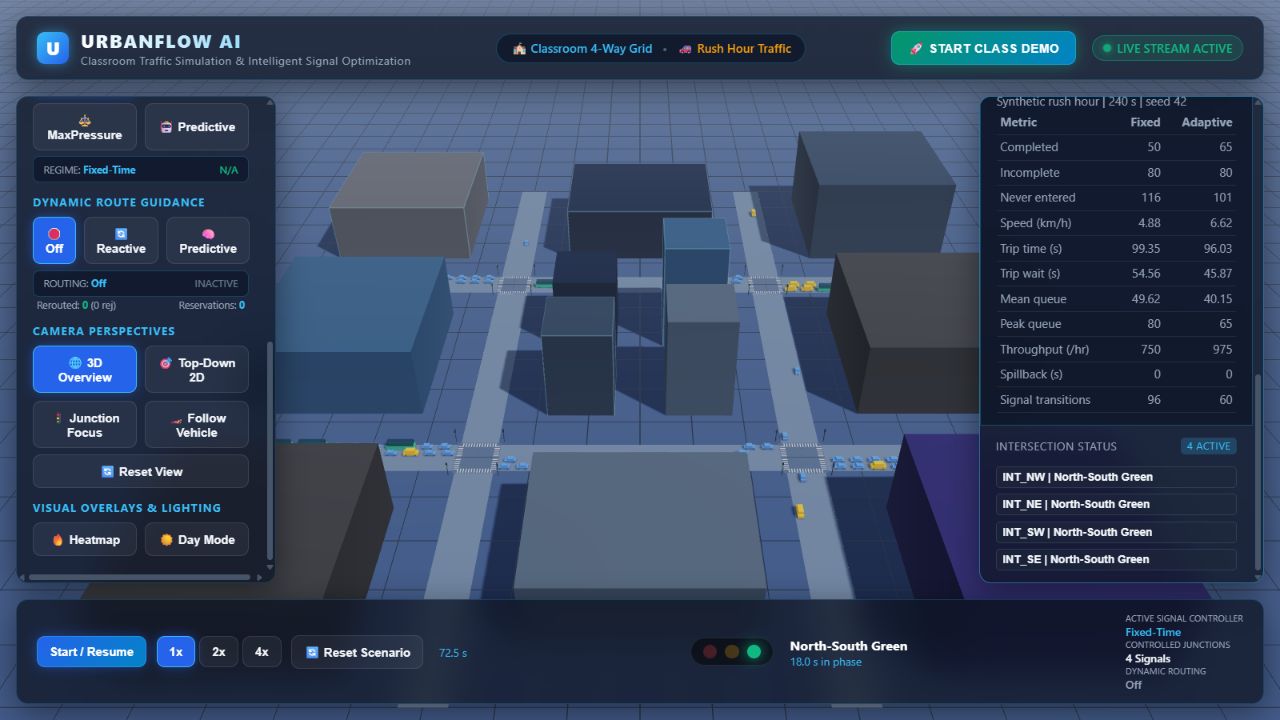 U
URBANFLOW AI
Classroom Traffic Simulation & Intelligent Signal Optimization
Classroom 4-Way Grid • Rush Hour Traffic
START CLASS DEMO
LIVE STREAM ACTIVE
MaxPressure
Predictive
REGIME: Fixed-Time N/A
DYNAMIC ROUTE GUIDANCE
Off
Reactive
Predictive
ROUTING: Off INACTIVE
Rerouted: 0 (0 rej) Reservations: 0
CAMERA PERSPECTIVES
3D
Overview
Top-Down
2D
Junction
Focus
Follow
Vehicle
Reset View
VISUAL OVERLAYS & LIGHTING
Heatmap
Day Mode
Synthetic rush hour | 240 s | seed 42
Metric Fixed Adaptive
Completed 50 65
Incomplete 80 80
Never entered 116 101
Speed (km/h) 4.88 6.62
Trip time (s) 99.35 96.03
Trip wait (s) 54.56 45.87
Mean queue 49.62 40.15
Peak queue 80 65
Throughput (/hr) 750 975
Spillback (s) 0 0
Signal transitions 96 60
INTERSECTION STATUS 4 ACTIVE
INT_NW | North-South Green
INT_NE | North-South Green
INT_SW | North-South Green
INT_SE | North-South Green
Start / Resume
1x
2x
4x
Reset Scenario
72.5 s
North-South Green
18.0 s in phase
ACTIVE SIGNAL CONTROLLER
Fixed-Time
CONTROLLED JUNCTIONS
4 Signals
DYNAMIC ROUTING
Off